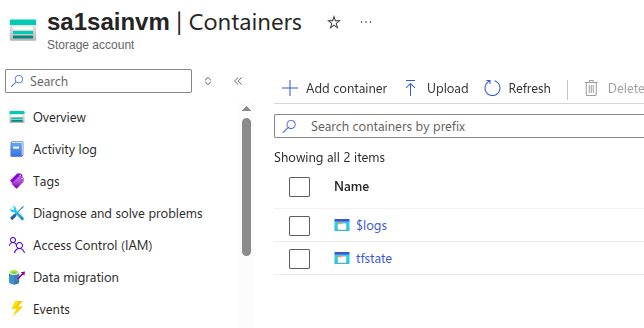 sa1sainvm | Containers
Storage account
Search
Overview
Activity log
Tags
Diagnose and solve problems
Access Control (IAM)
Data migration
Events
Add container Upload Refresh Delete
Search containers by prefix
Showing all 2 items
Name
$logs
tfstate